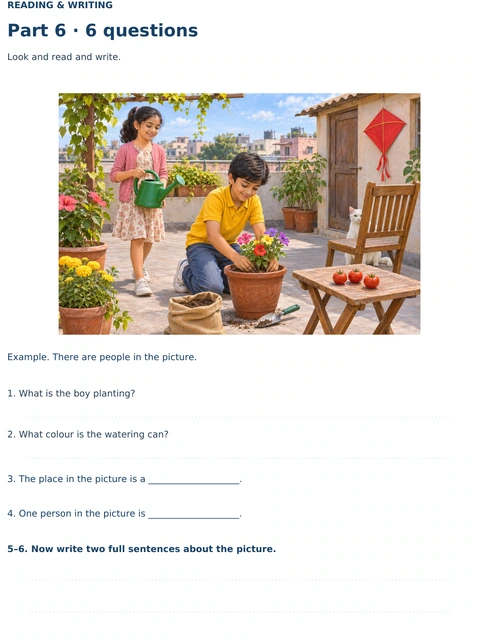 READING & WRITING
Part 6 · 6 questions
Look and read and write.
Example. There are people in the picture.
1. What is the boy planting?
2. What colour is the watering can?
3. The place in the picture is a ____________________.
4. One person in the picture is ____________________.
5–6. Now write two full sentences about the picture.